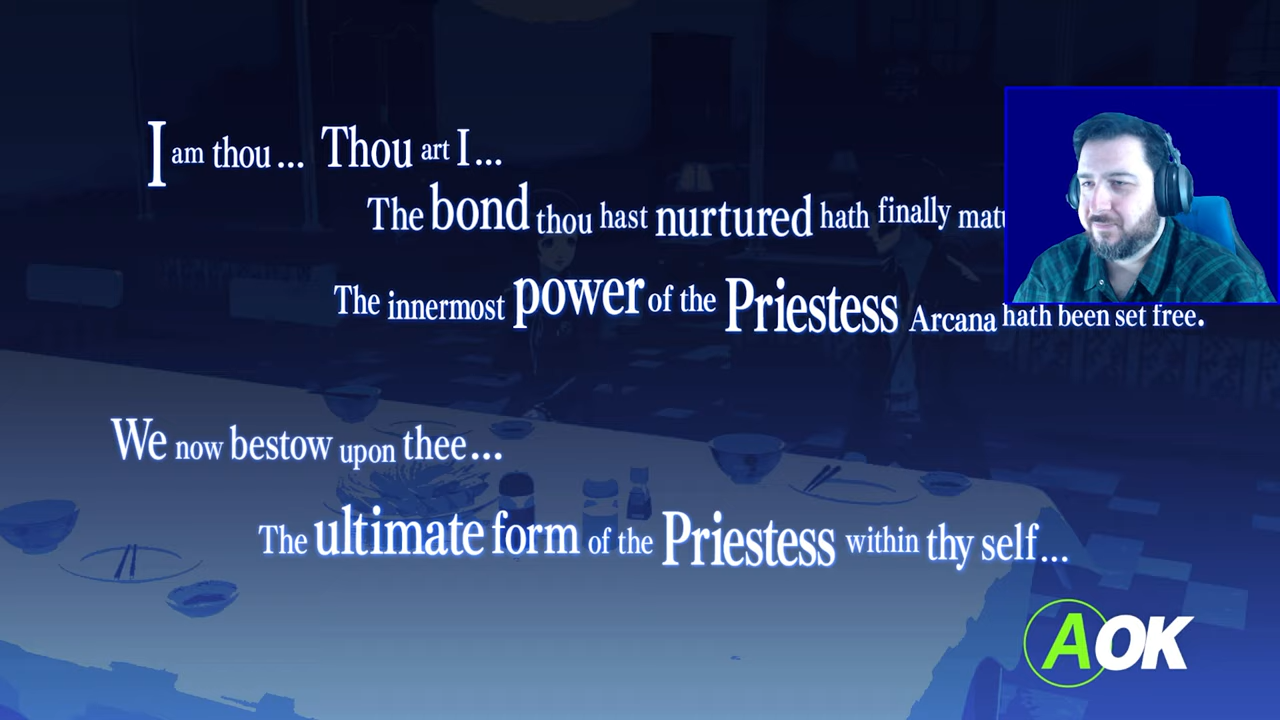 I am thou... Thou art I...
The bond thou hast nurtured hath finally
The innermost power of the Priestess Arcana hath been set free.
We now bestow upon thee...
The ultimate form of the Priestess within thy self...
A OK